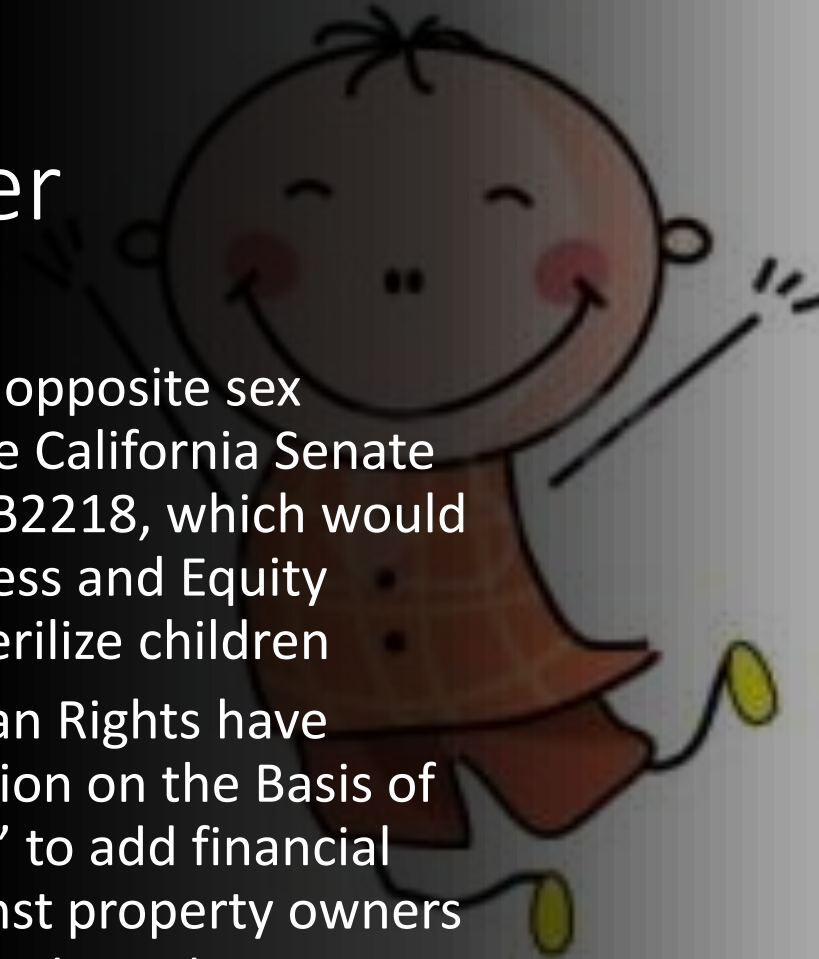 er
opposite sex
e California Senate
B2218, which would
ess and Equity
erilize children
an Rights have
ion on the Basis of
" to add financial
nst property owners